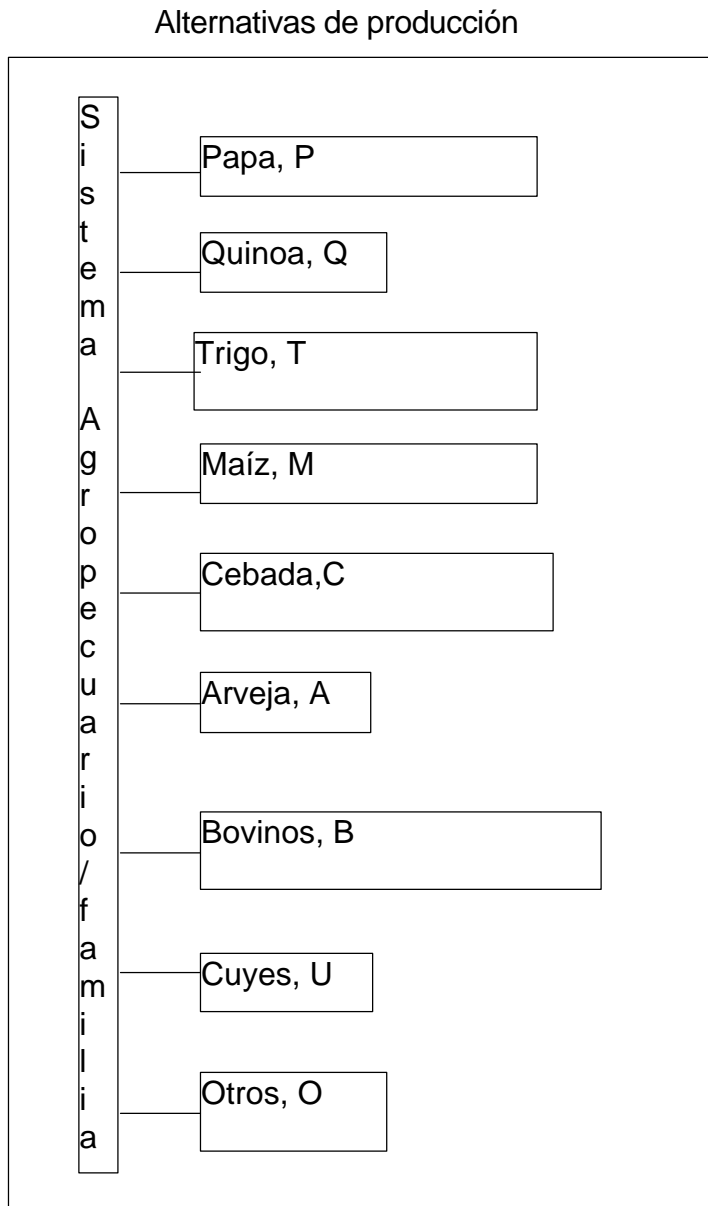 Alternativas de producción
Sistema Agropecuario/familia
Papa, P
Quinoa, Q
Trigo, T
Maíz, M
Cebada,C
Arveja, A
Bovinos, B
Cuyes, U
Otros, O